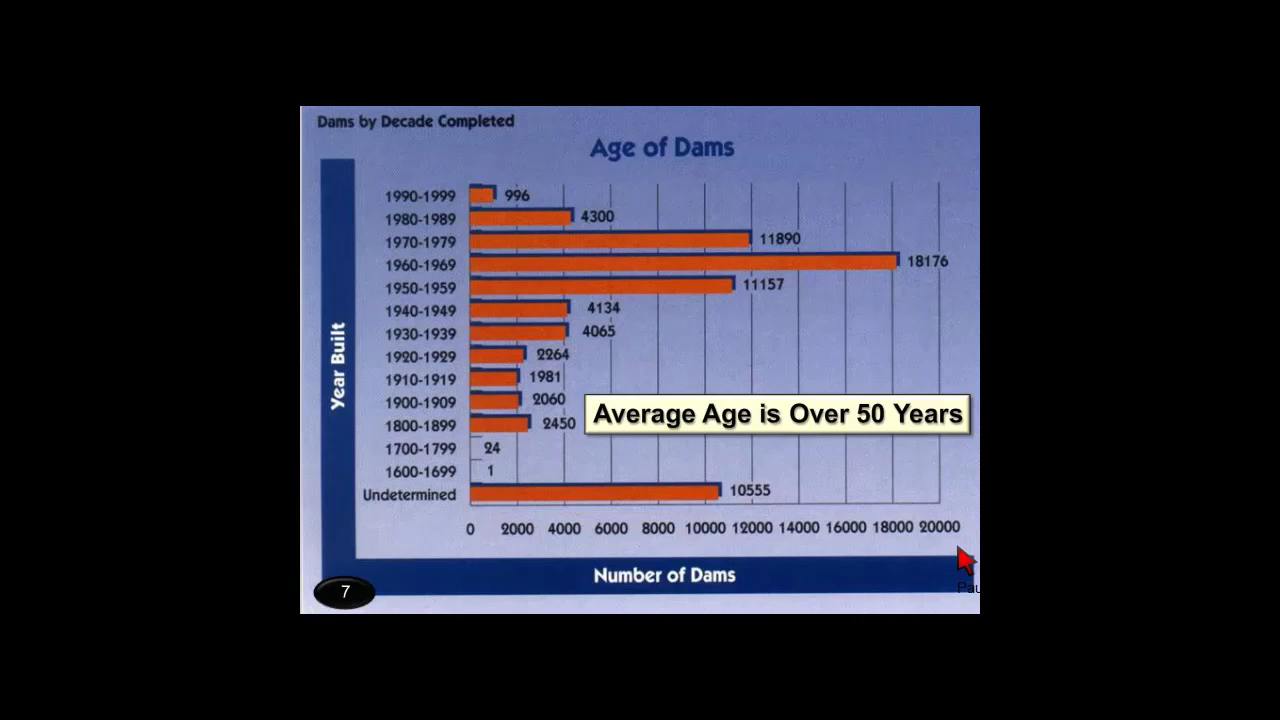 Dams by Decade Completed
Age of Dams
1990-1999 996
1980-1989 4300
1970-1979 11890
1960-1969 18176
1950-1959 11157
1940-1949 4134
1930-1939 4065
1920-1929 2264
1910-1919 1981
1900-1909 2060
1800-1899 2450
1700-1799 24
1600-1699 1
Undetermined 10555
Average Age is Over 50 Years
Year Built
0 2000 4000 6000 8000 10000 12000 14000 16000 18000 20000
Number of Dams
7
Pau